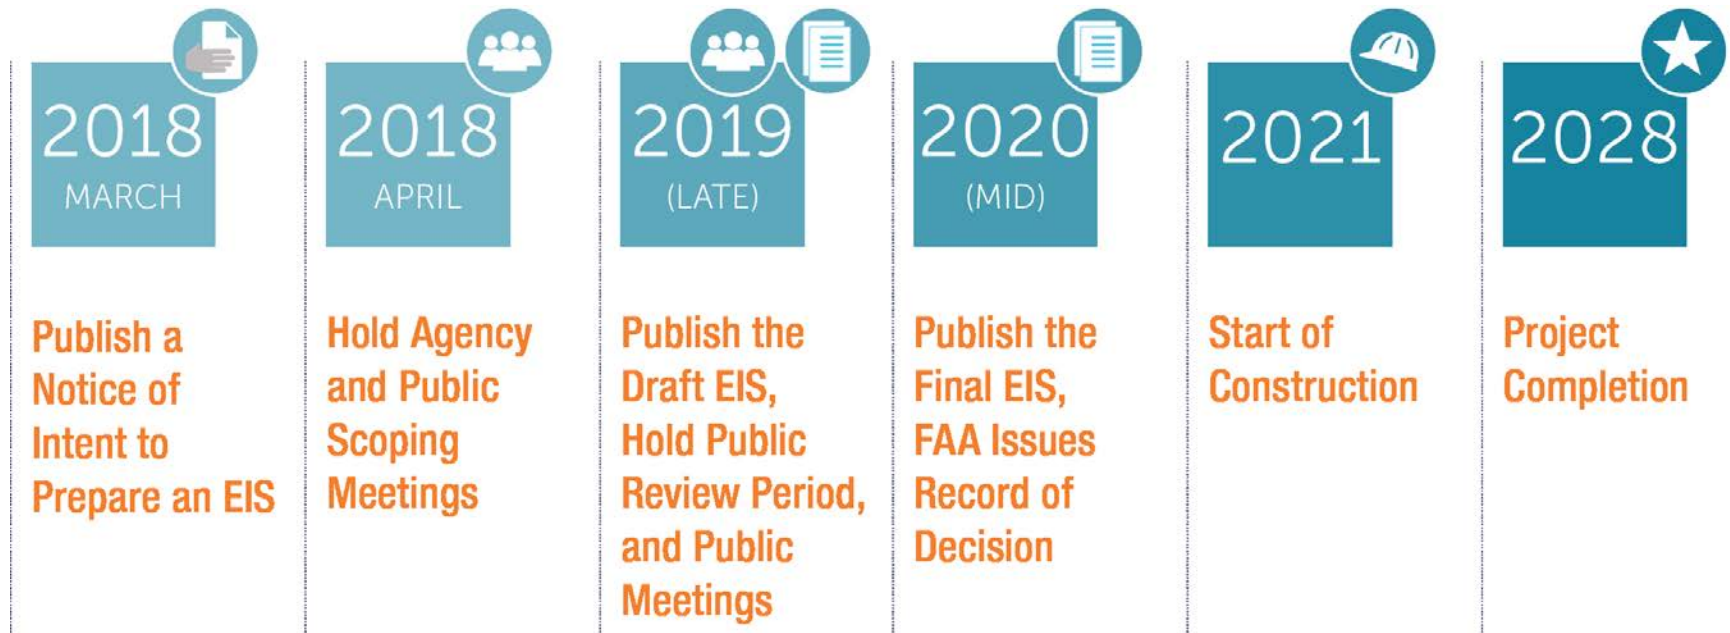 2018
MARCH
Publish a
Notice of
Intent to
Prepare an EIS
2018
APRIL
Hold Agency
and Public
Scoping
Meetings
2019
(LATE)
Publish the
Draft EIS,
Hold Public
Review Period,
and Public
Meetings
2020
(MID)
Publish the
Final EIS,
FAA Issues
Record of
Decision
2021
Start of
Construction
2028
Project
Completion